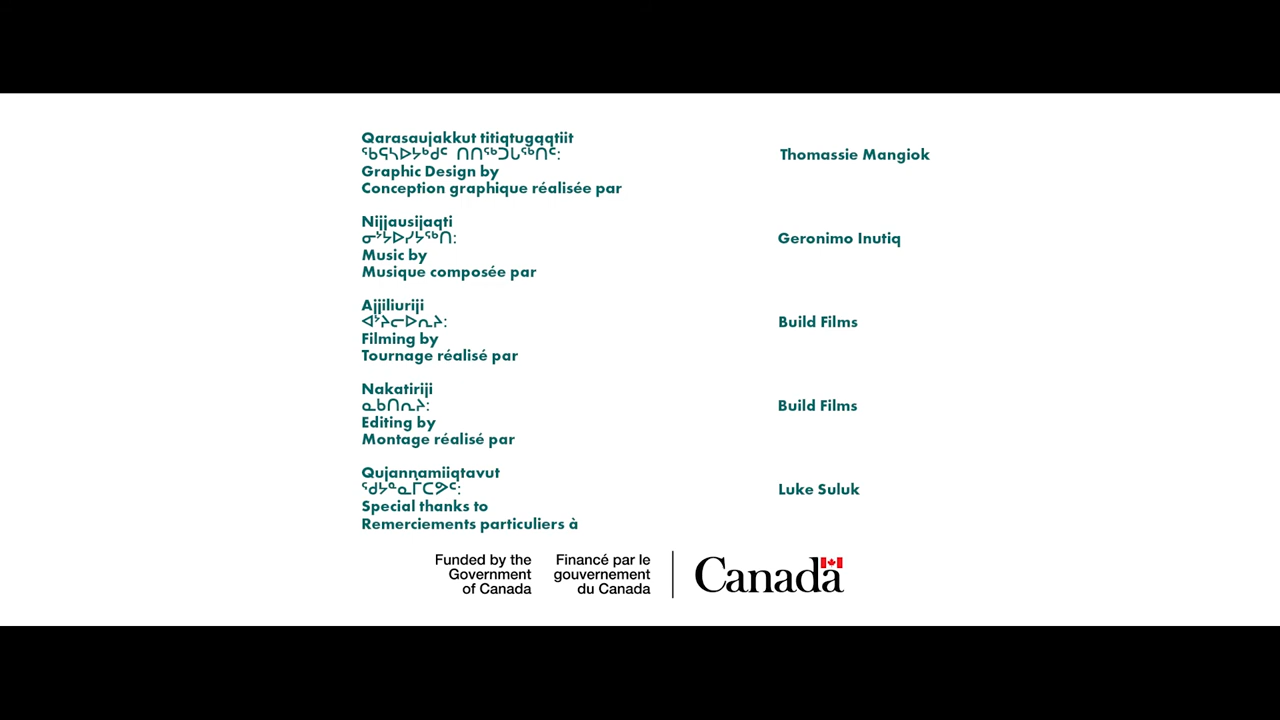 Qarasaujakkut titiqtugaqtiit
ᖃᕋᓴᐅᔭᒃᑯᑦ ᑎᑎᖅᑐᒐᖅᑎᑦ:
Graphic Design by
Conception graphique réalisée par
Thomassie Mangiok
Nijjausijaqti
ᓂᔾᔭᐅᓯᔭᖅᑎ:
Music by
Musique composée par
Geronimo Inutiq
Ajjiliuriji
ᐊᔾᔨᓕᐅᕆᔨ:
Filming by
Tournage réalisé par
Build Films
Nakatiriji
ᓇᑲᑎᕆᔨ:
Editing by
Montage réalisé par
Build Films
Qujannamiiqtavut
ᖁᔭᓐᓇᒦᑕᕗᑦ:
Special thanks to
Remerciements particuliers à
Luke Suluk
Funded by the
Government
of Canada
Financé par le
gouvernement
du Canada
Canada